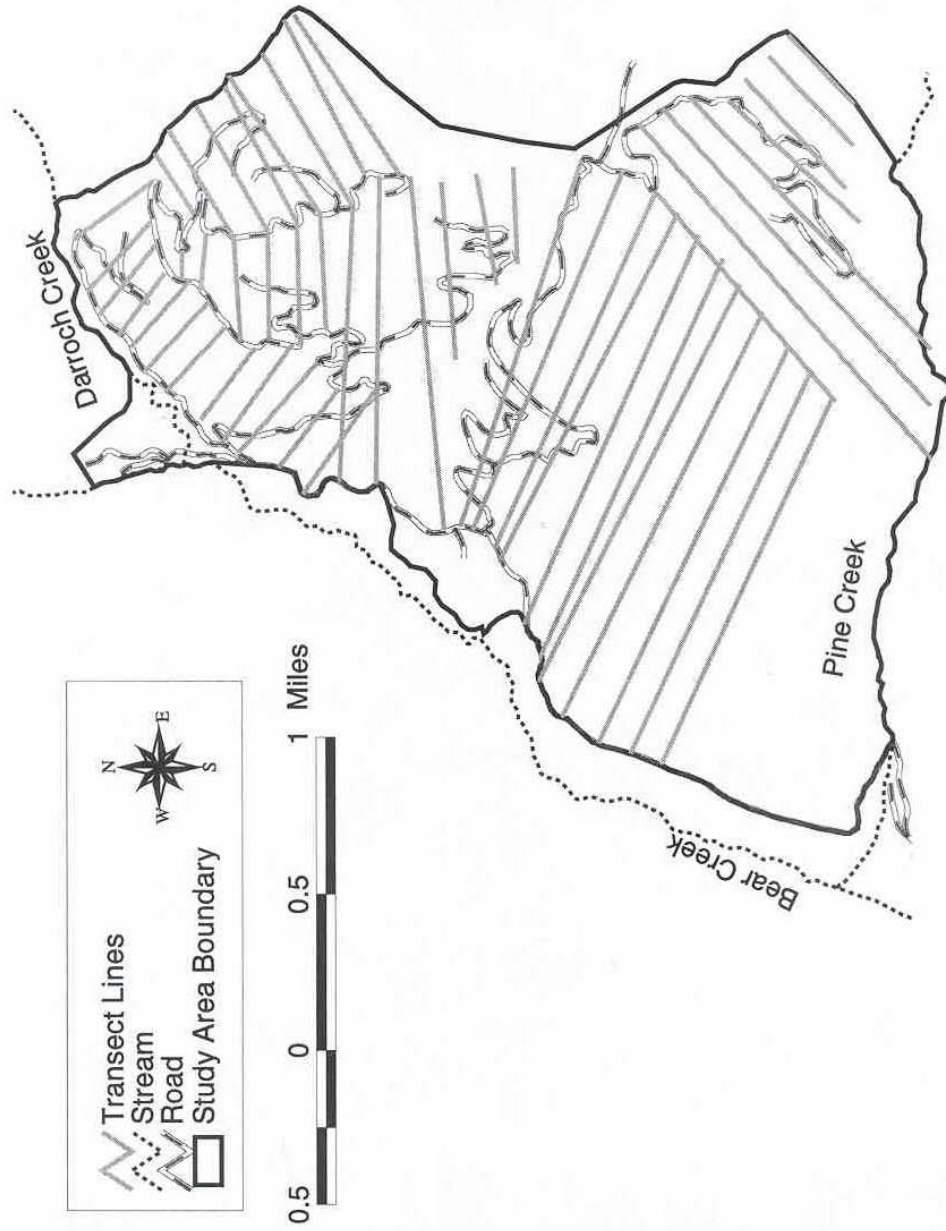 Transect Lines
Stream
Road
Study Area Boundary
N
W
E
S
0.5
0
0.5
1
Miles
Darroch Creek
Pine Creek
Bear Creek